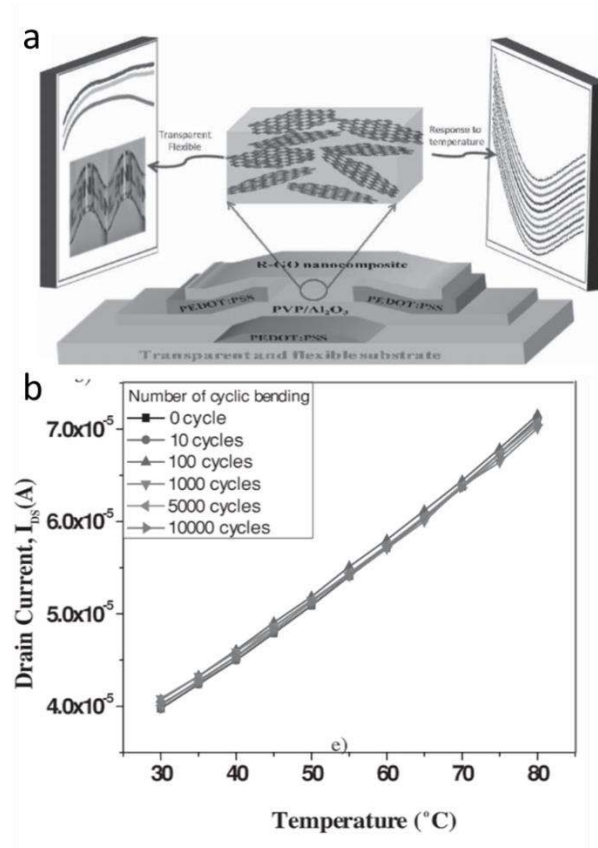 a
Transparent
Flexible
Response to
temperature
R-GO nanocomposite
PEDOT:PSS
PEDOT:PSS
PVP/Al₂O₃
PEDOT:PSS
Transparent and flexible substrate
b
Number of cyclic bending
0 cycle
10 cycles
100 cycles
1000 cycles
5000 cycles
10000 cycles
7.0x10⁻⁵
6.0x10⁻⁵
5.0x10⁻⁵
4.0x10⁻⁵
Drain Current, I_DS(A)
e)
30 40 50 60 70 80
Temperature (°C)